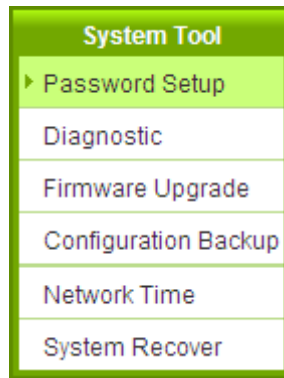 System Tool
Password Setup
Diagnostic
Firmware Upgrade
Configuration Backup
Network Time
System Recover